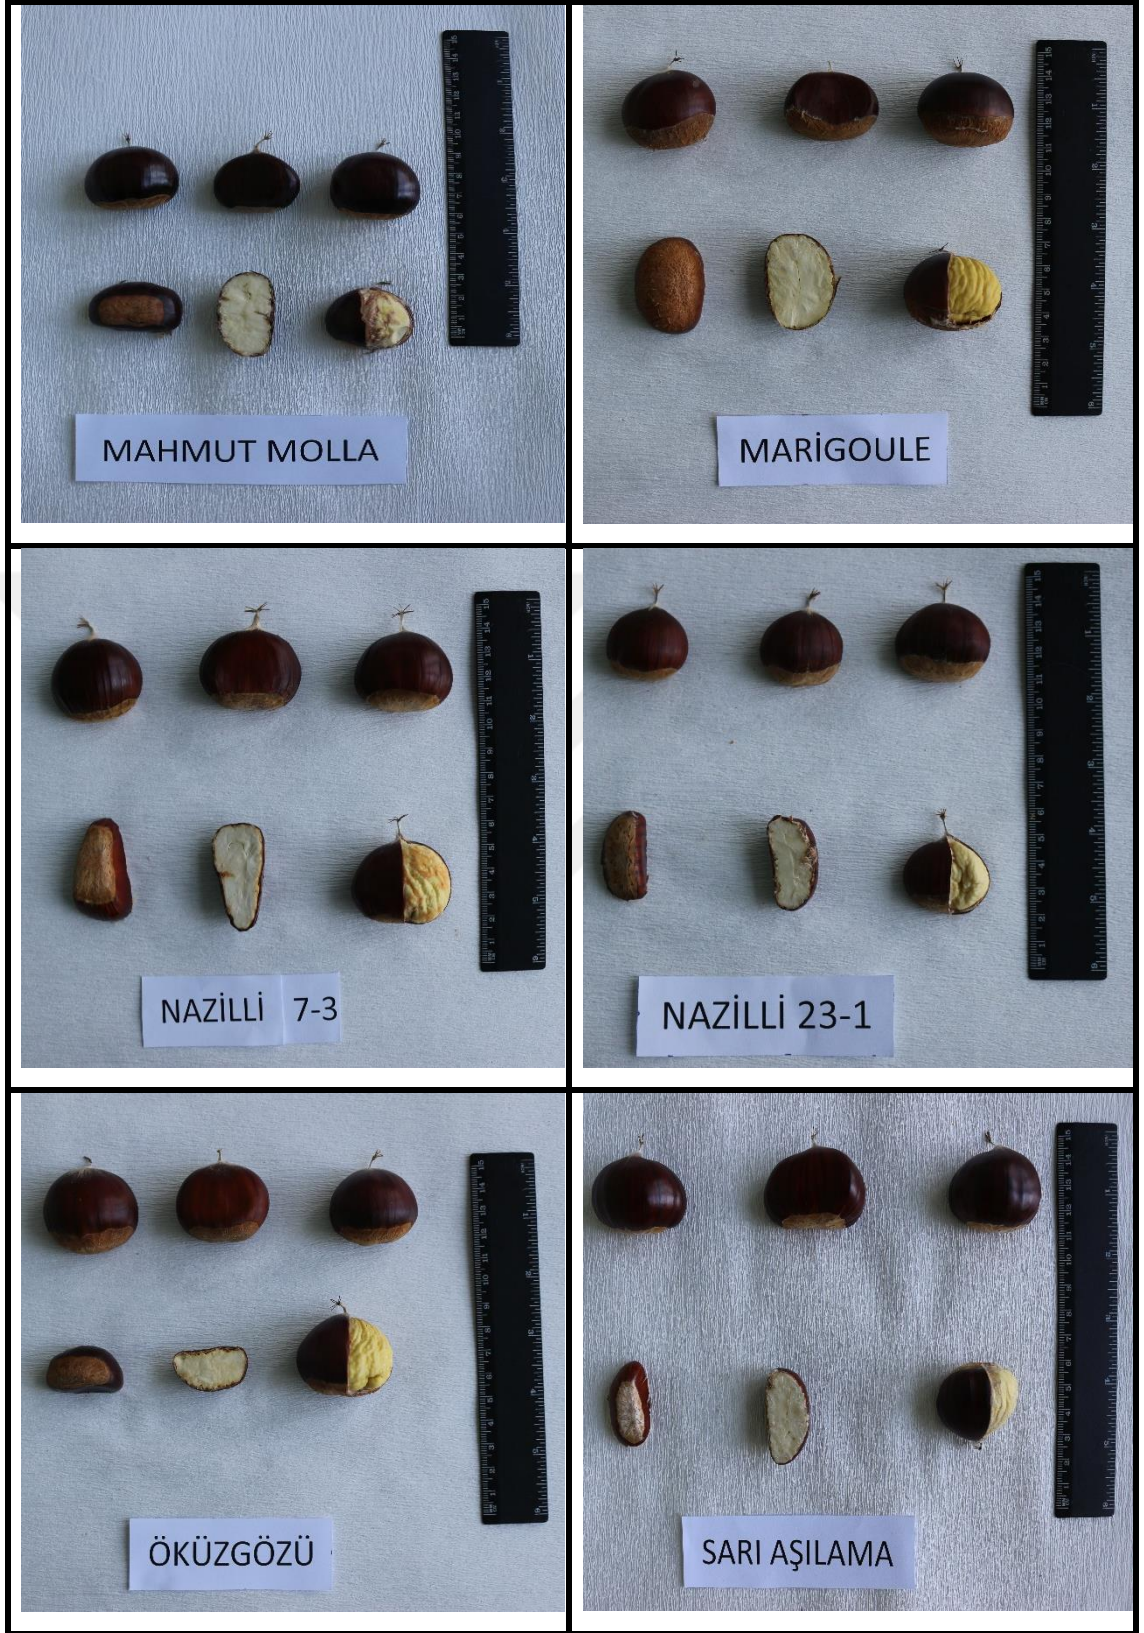 MAHMUT MOLLA
MARİGOULE
NAZİLLİ 7-3
NAZİLLİ 23-1
ÖKÜZGÖZÜ
SARI AŞILAMA